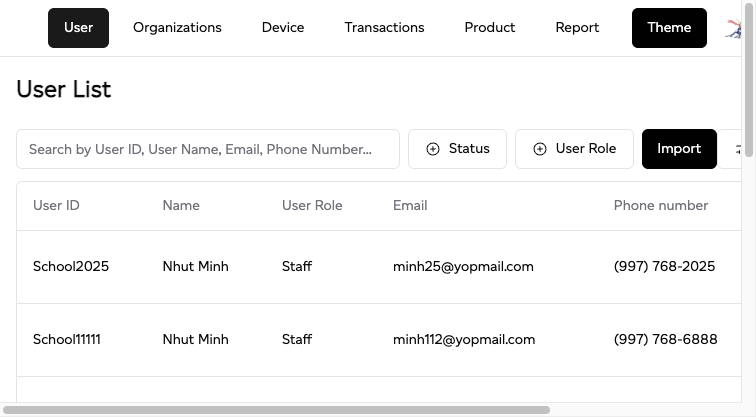 User Organizations Device Transactions Product Report Theme
User List
Search by User ID, User Name, Email, Phone Number... Status User Role Import
User ID Name User Role Email Phone number
School2025 Nhut Minh Staff minh25@yopmail.com (997) 768-2025
School11111 Nhut Minh Staff minh112@yopmail.com (997) 768-6888